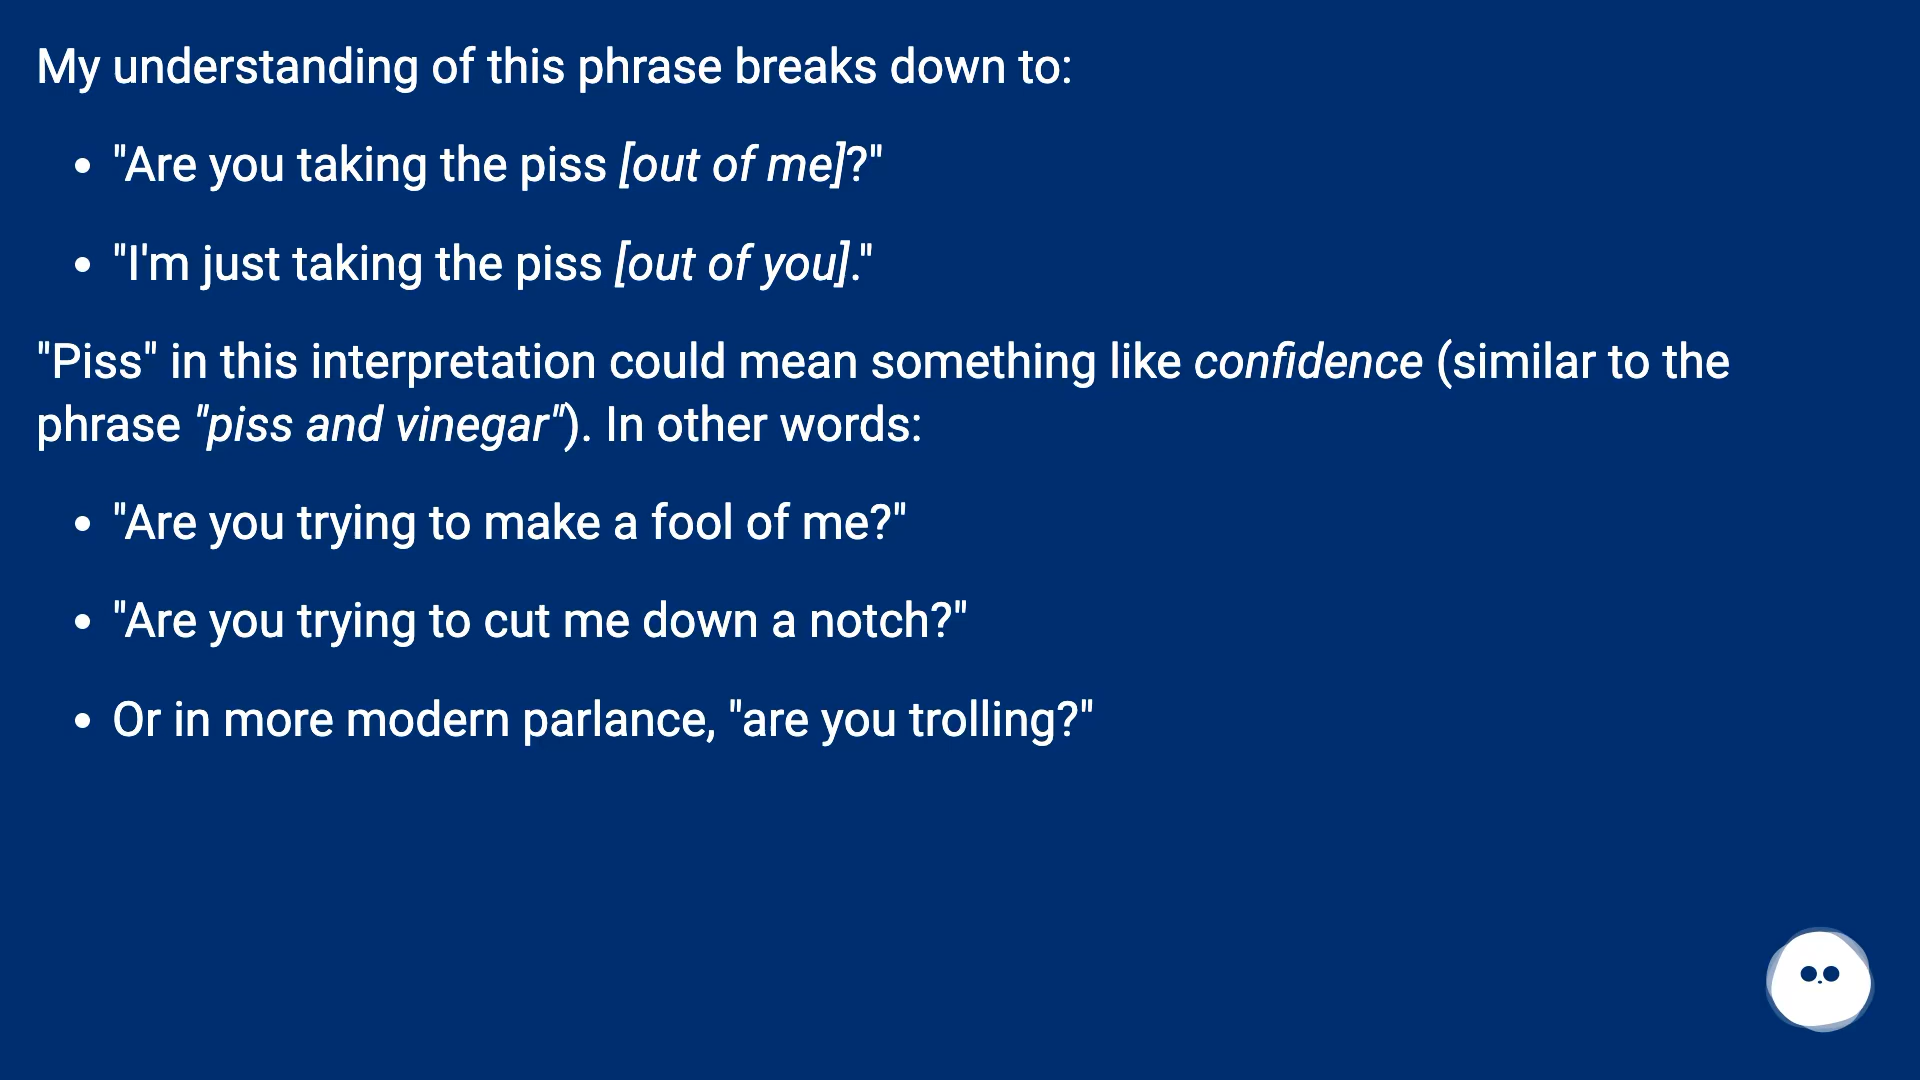 My understanding of this phrase breaks down to:
• "Are you taking the piss [out of me]?"
• "I'm just taking the piss [out of you]."
"Piss" in this interpretation could mean something like confidence (similar to the
phrase "piss and vinegar"). In other words:
• "Are you trying to make a fool of me?"
• "Are you trying to cut me down a notch?"
• Or in more modern parlance, "are you trolling?"